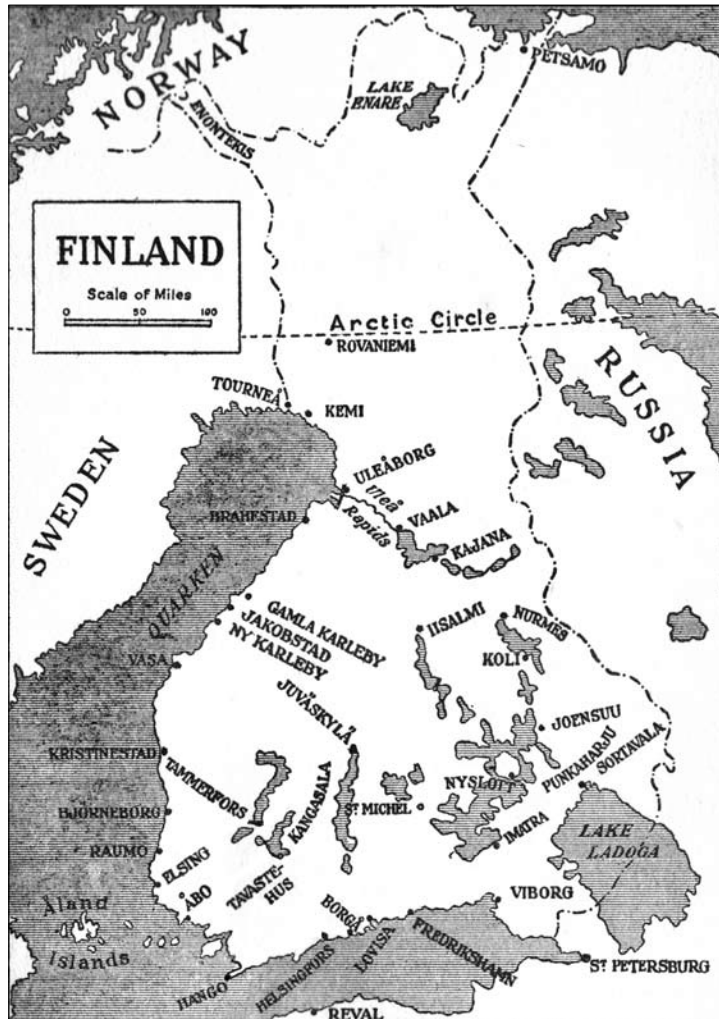 NORWAY
PETSAMO
LAKE
ENARE
ENONTEKIS
FINLAND
Scale of Miles
0 50 100
Arctic Circle
ROVANIEMI
RUSSIA
TOURNEÅ
KEMI
SWEDEN
ULEÅBORG
Uleå
Rapids
VAALA
BRAHESTAD
KAJANA
QUARKEN
GAMLA KARLEBY
JAKOBSTAD
NY KARLEBY
IISALMI
NURMES
VASA
KOLI
JUVÄSKYLÄ
JOENSUU
KRISTINESTAD
TAMMERFORS
KANGASALA
NYSLOTT
PUNKAHARJU
SORTAVALA
ST MICHEL
BJÖRNEBORG
IMATRA
LAKE
LADOGA
RAUMO
ELSING
TAVASTE-
HUS
ÅBO
VIBORG
Åland
Islands
BORGÅ
LOVISA
FREDRIKSHAMN
HANGO
HELSINGFORS
ST PETERSBURG
REVAL